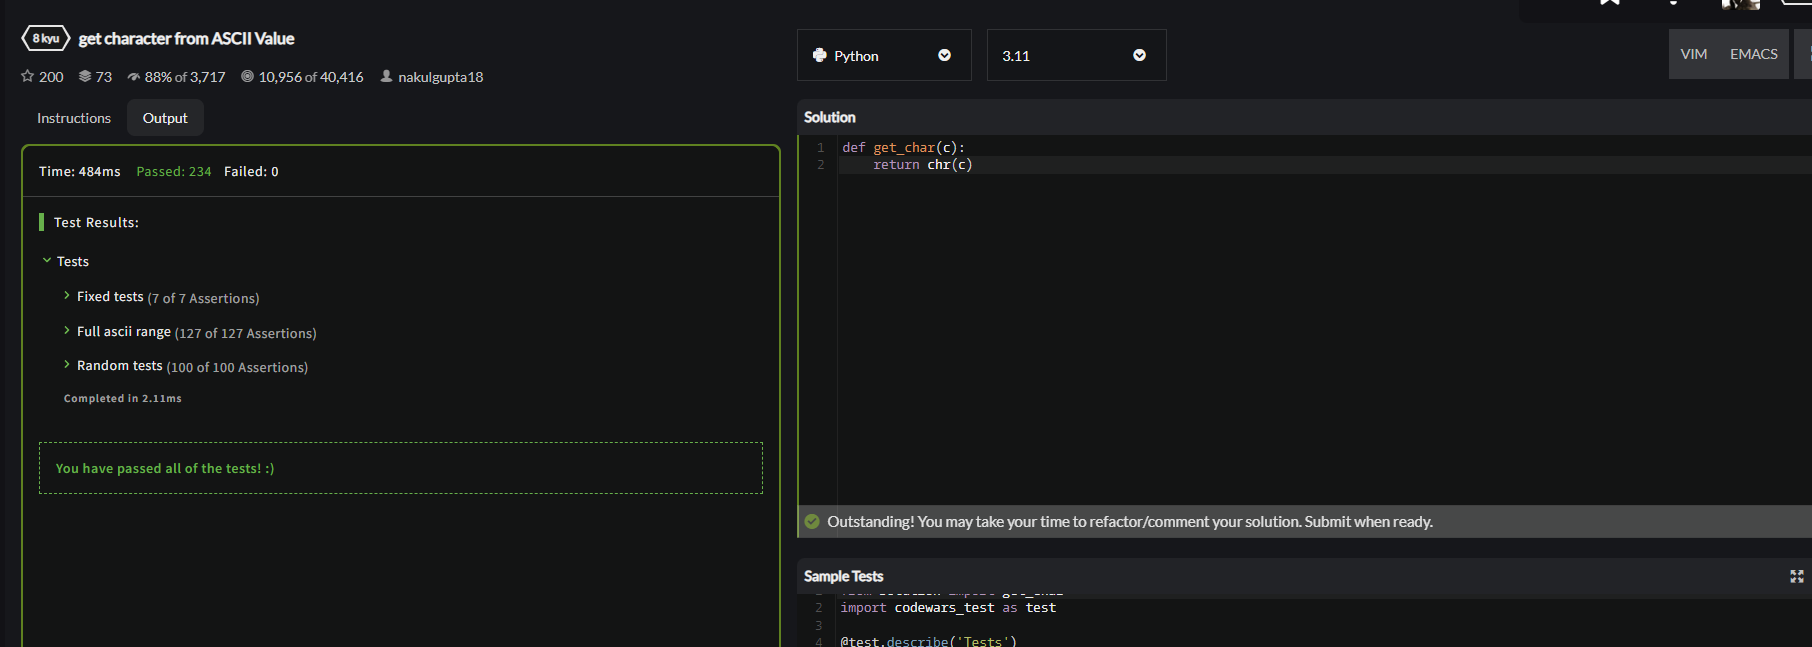 8 kyu get character from ASCII Value
200 73 88% of 3,717 10,956 of 40,416 nakulgupta18
Instructions Output
Time: 484ms Passed: 234 Failed: 0
Test Results:
Tests
Fixed tests (7 of 7 Assertions)
Full ascii range (127 of 127 Assertions)
Random tests (100 of 100 Assertions)
Completed in 2.11ms
You have passed all of the tests! :)
Python 3.11 VIM EMACS
Solution
1 def get_char(c):
2 return chr(c)
Outstanding! You may take your time to refactor/comment your solution. Submit when ready.
Sample Tests
2 import codewars_test as test
3
4 @test.describe('Tests')